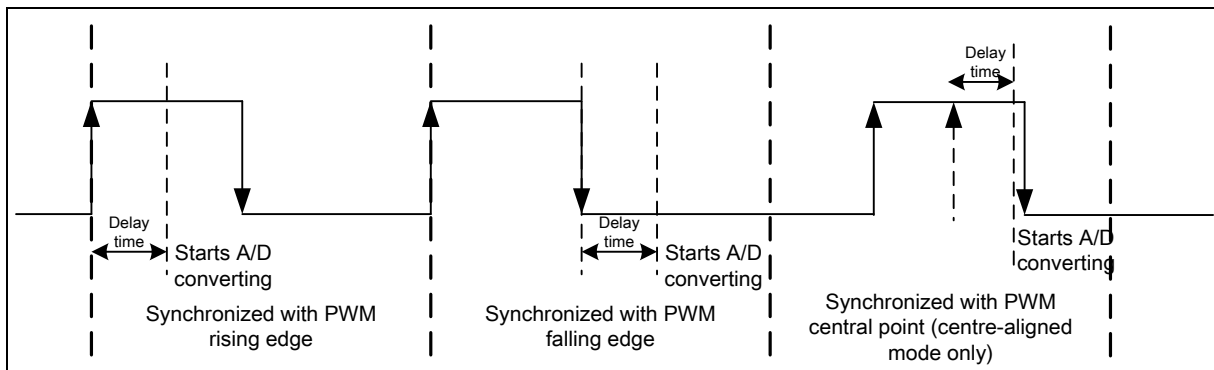 Delay
time
Starts A/D
converting
Synchronized with PWM
rising edge
Delay
time
Starts A/D
converting
Synchronized with PWM
falling edge
Delay
time
Starts A/D
converting
Synchronized with PWM
central point (centre-aligned
mode only)